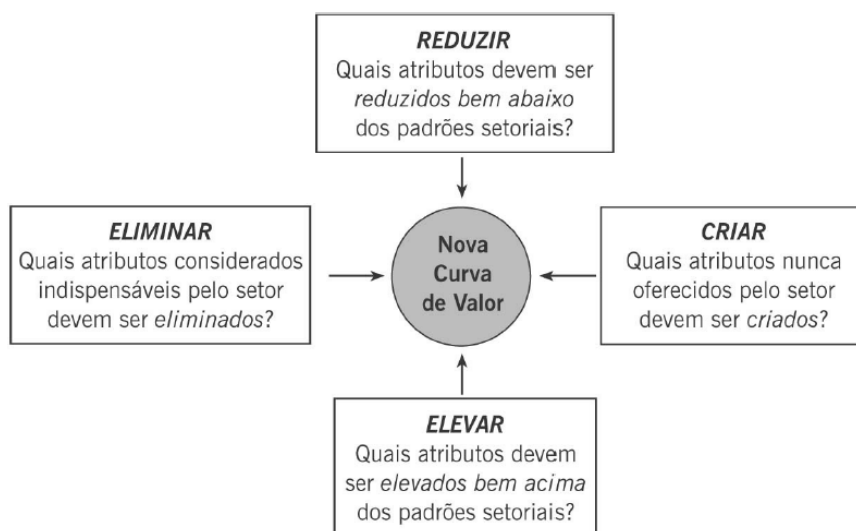 REDUZIR
Quais atributos devem ser
reduzidos bem abaixo
dos padrões setoriais?
ELIMINAR
Quais atributos considerados
indispensáveis pelo setor
devem ser eliminados?
Nova
Curva
de Valor
CRIAR
Quais atributos nunca
oferecidos pelo setor
devem ser criados?
ELEVAR
Quais atributos devem
ser elevados bem acima
dos padrões setoriais?